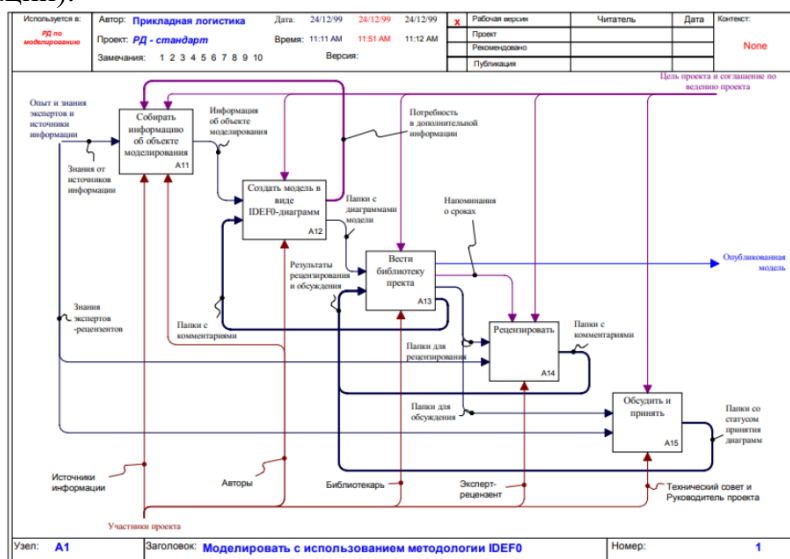 ции).
Используется в:
РД по
моделированию
Автор: Прикладная логистика
Дата: 24/12/99 24/12/99 24/12/99
Проект: РД - стандарт
Время: 11:11 AM 11:51 AM 11:12 AM
Замечания: 1 2 3 4 5 6 7 8 9 10
Версия:
x Рабочая версия
Проект
Рекомендовано
Публикация
Читатель
Дата
Контекст:
None
Цель проекта и соглашение по
ведению проекта
Опыт и знания
экспертов и
источники
информации
Собирать
информацию
об объекте
моделирования
A11
Информация
об объекте
моделирования
Потребность
в дополнительной
информации
Знания от
источников
информации
Создать модель в
виде
IDEF0-диаграмм
A12
Папки с
диаграммами
модели
Напоминания
о сроках
Вести
библиотеку
пректа
A13
Опубликованная
модель
Результаты
рецензирования
и обсуждения
Знания
экспертов
-рецензентов
Папки с
комментариями
Рецензировать
A14
Папки с
комментариями
Папки для
рецензирования
Обсудить и
принять
A15
Папки для
обсуждения
Папки со
статусом
принятия
диаграмм
Источники
информации
Авторы
Библиотекарь
Эксперт-
рецензент
Технический совет и
Руководитель проекта
Участники проекта
Узел: A1
Заголовок: Моделировать с использованием методологии IDEF0
Номер: 1